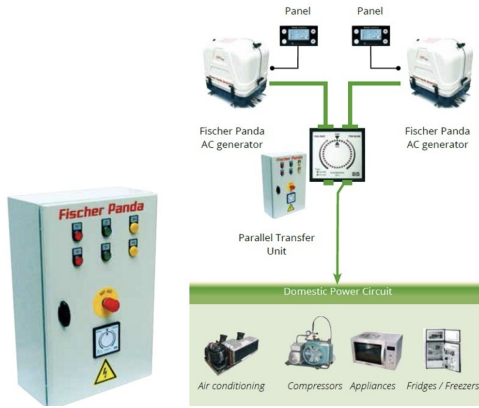 Panel
Panel
Fischer Panda
AC generator
Fischer Panda
AC generator
Fischer Panda
Parallel Transfer
Unit
Fischer Panda
Domestic Power Circuit
Air conditioning
Compressors
Appliances
Fridges / Freezers